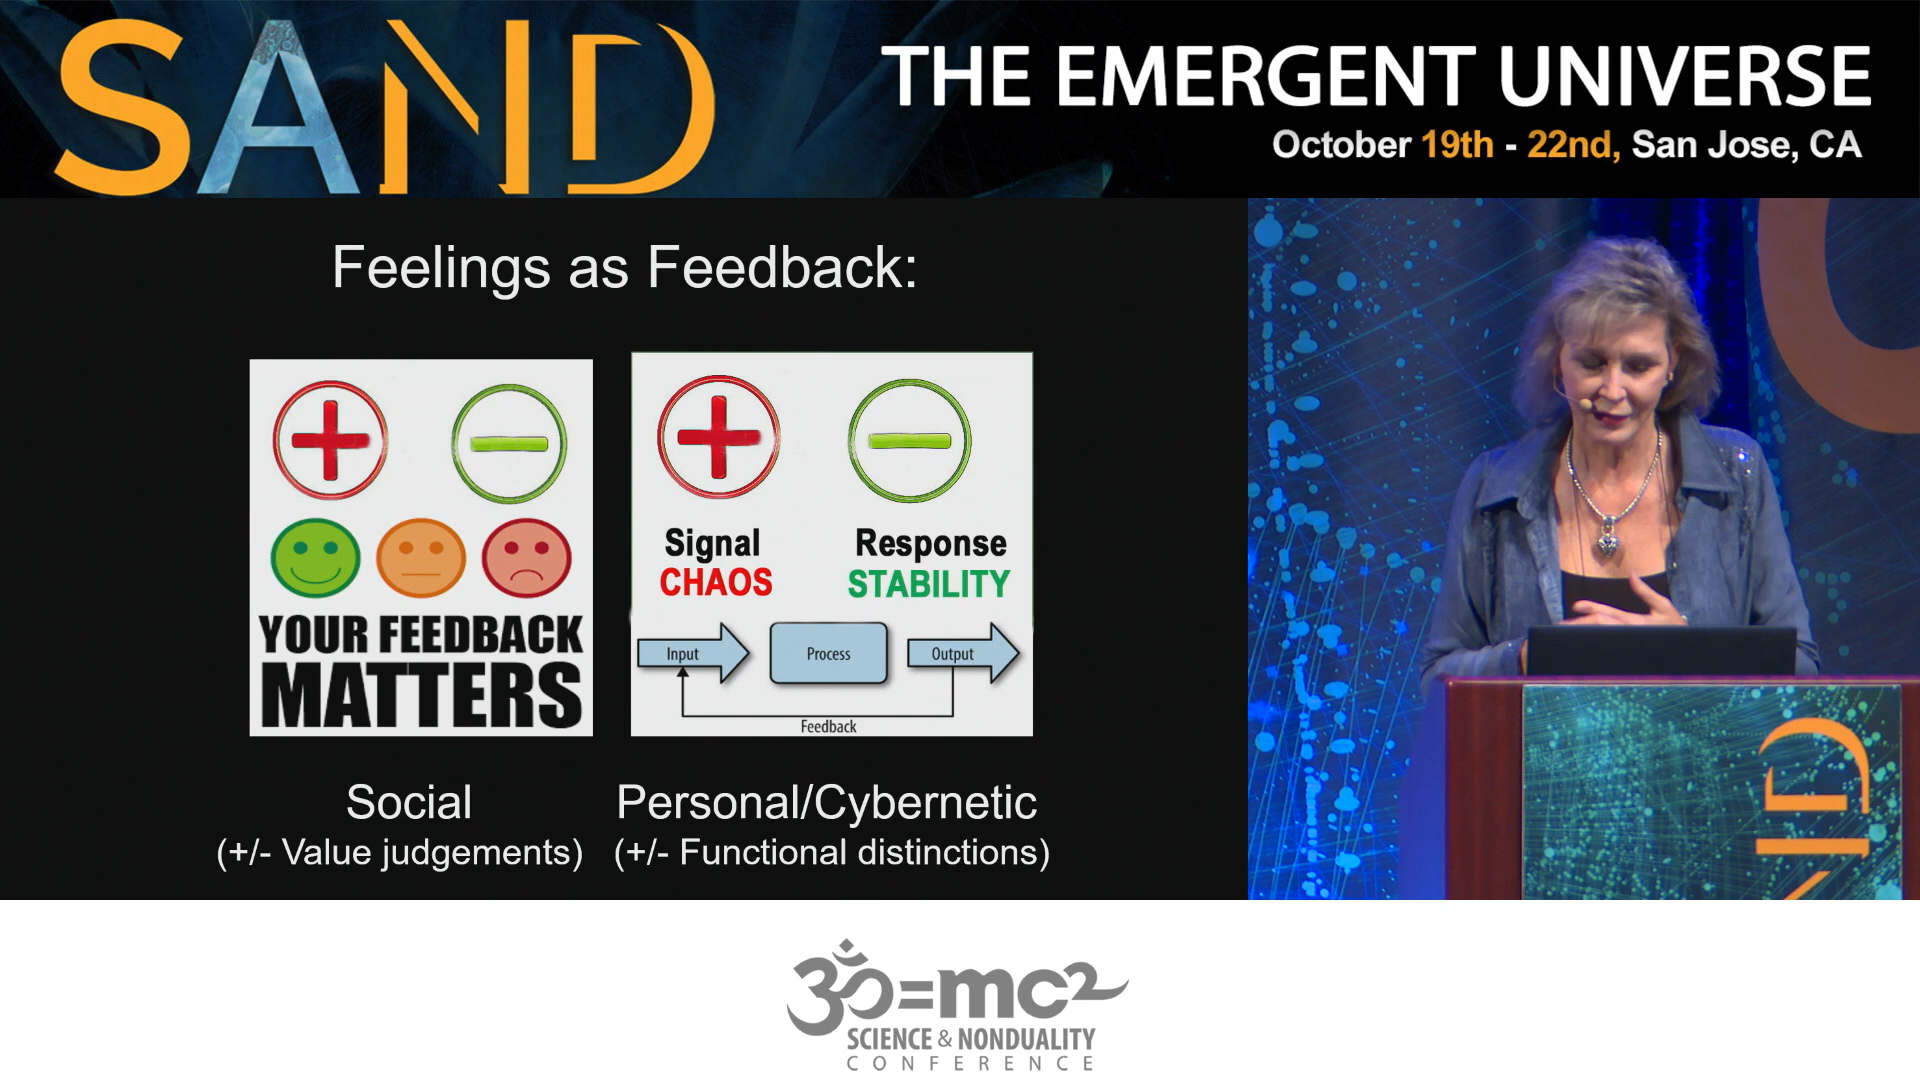 SAND
THE EMERGENT UNIVERSE
October 19th - 22nd, San Jose, CA
Feelings as Feedback:
YOUR FEEDBACK
MATTERS
Signal
CHAOS
Response
STABILITY
Input
Process
Output
Feedback
Social
(+/- Value judgements)
Personal/Cybernetic
(+/- Functional distinctions)
ND
ॐ=mc2
SCIENCE & NONDUALITY
CONFERENCE